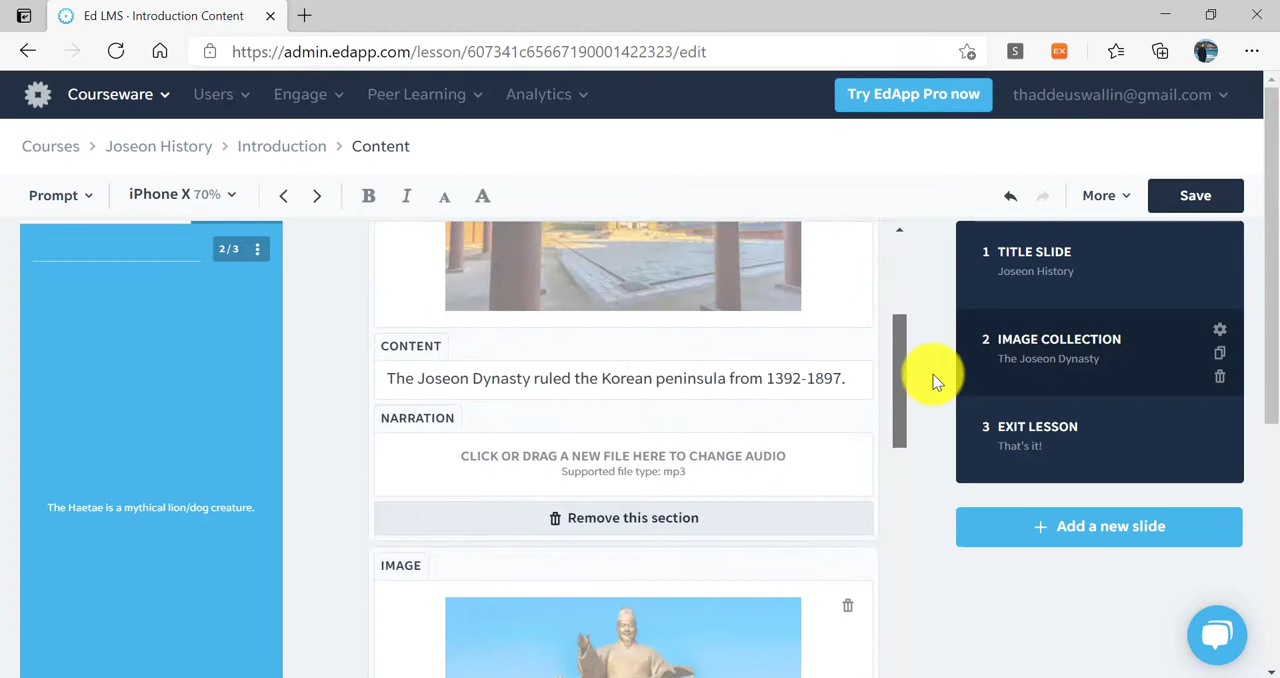 Ed LMS · Introduction Content
https://admin.edapp.com/lesson/607341c65667190001422323/edit
S
EX
Courseware
Users
Engage
Peer Learning
Analytics
Try EdApp Pro now
thaddeuswallin@gmail.com
Courses > Joseon History > Introduction > Content
Prompt
iPhone X 70%
B
I
A
A
More
Save
2/3
The Haetae is a mythical lion/dog creature.
CONTENT
The Joseon Dynasty ruled the Korean peninsula from 1392-1897.
NARRATION
CLICK OR DRAG A NEW FILE HERE TO CHANGE AUDIO
Supported file type: mp3
Remove this section
IMAGE
1 TITLE SLIDE
Joseon History
2 IMAGE COLLECTION
The Joseon Dynasty
3 EXIT LESSON
That's it!
+ Add a new slide